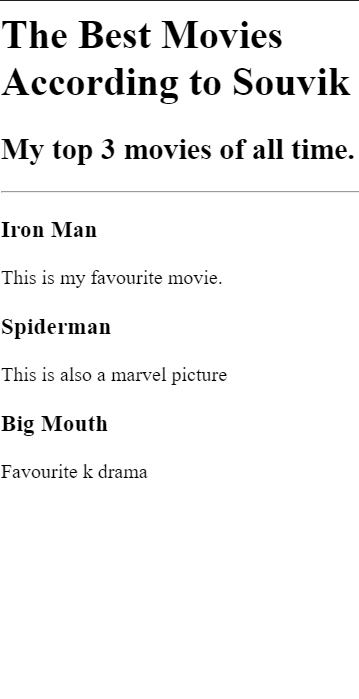 The Best Movies
According to Souvik
My top 3 movies of all time.
Iron Man
This is my favourite movie.
Spiderman
This is also a marvel picture
Big Mouth
Favourite k drama